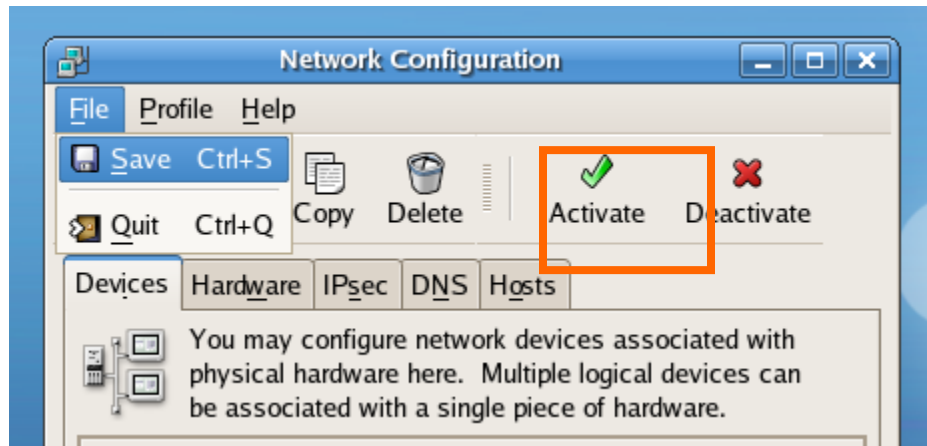 Network Configuration
File Profile Help
Save Ctrl+S
Quit Ctrl+Q
Copy Delete Activate Deactivate
Devices Hardware IPsec DNS Hosts
You may configure network devices associated with
physical hardware here. Multiple logical devices can
be associated with a single piece of hardware.